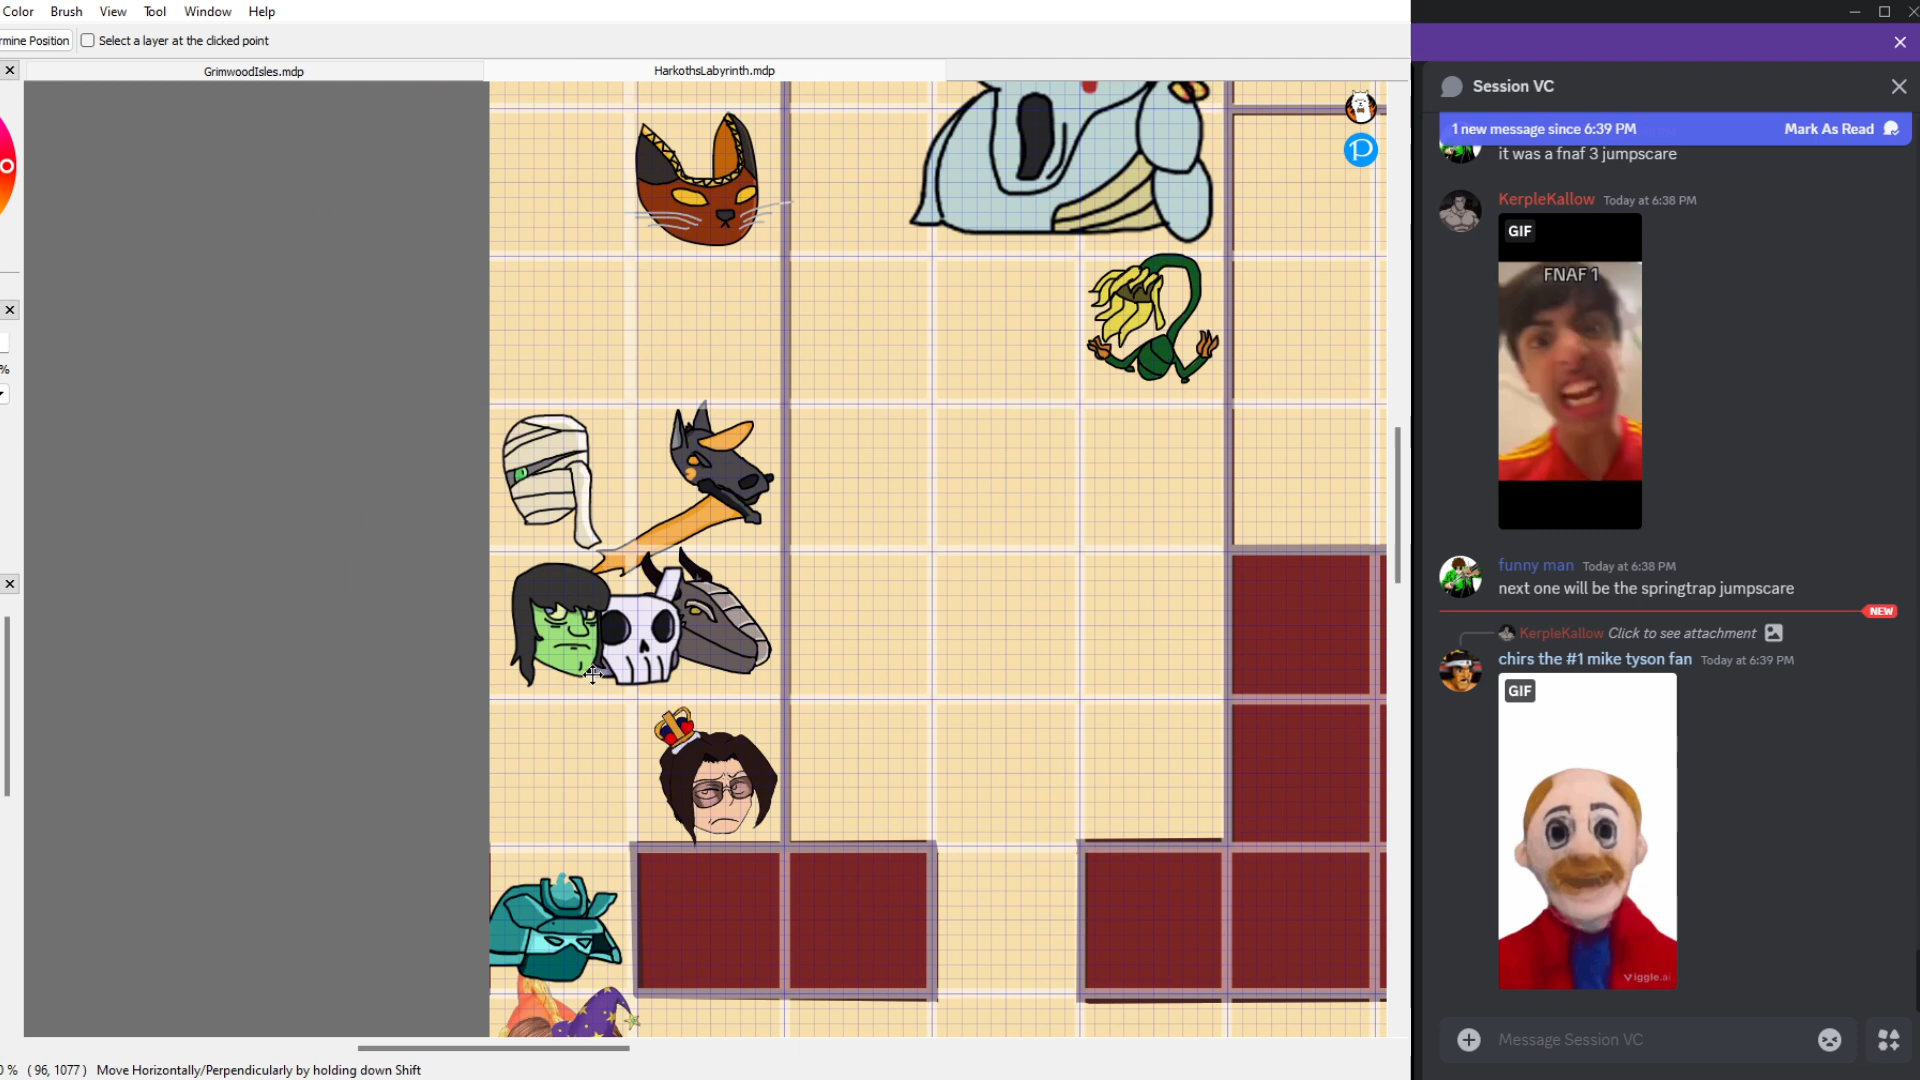 Color Brush View Tool Window Help
rmine Position Select a layer at the clicked point
GrimwoodIsles.mdp HarkothsLabyrinth.mdp
%
0 % ( 96, 1077 ) Move Horizontally/Perpendicularly by holding down Shift
Session VC
1 new message since 6:39 PM Mark As Read
it was a fnaf 3 jumpscare
KerpleKallow Today at 6:38 PM
GIF
FNAF 1
funny man Today at 6:38 PM
next one will be the springtrap jumpscare
NEW
KerpleKallow Click to see attachment
chirs the #1 mike tyson fan Today at 6:39 PM
GIF
Viggle.ai
Message Session VC